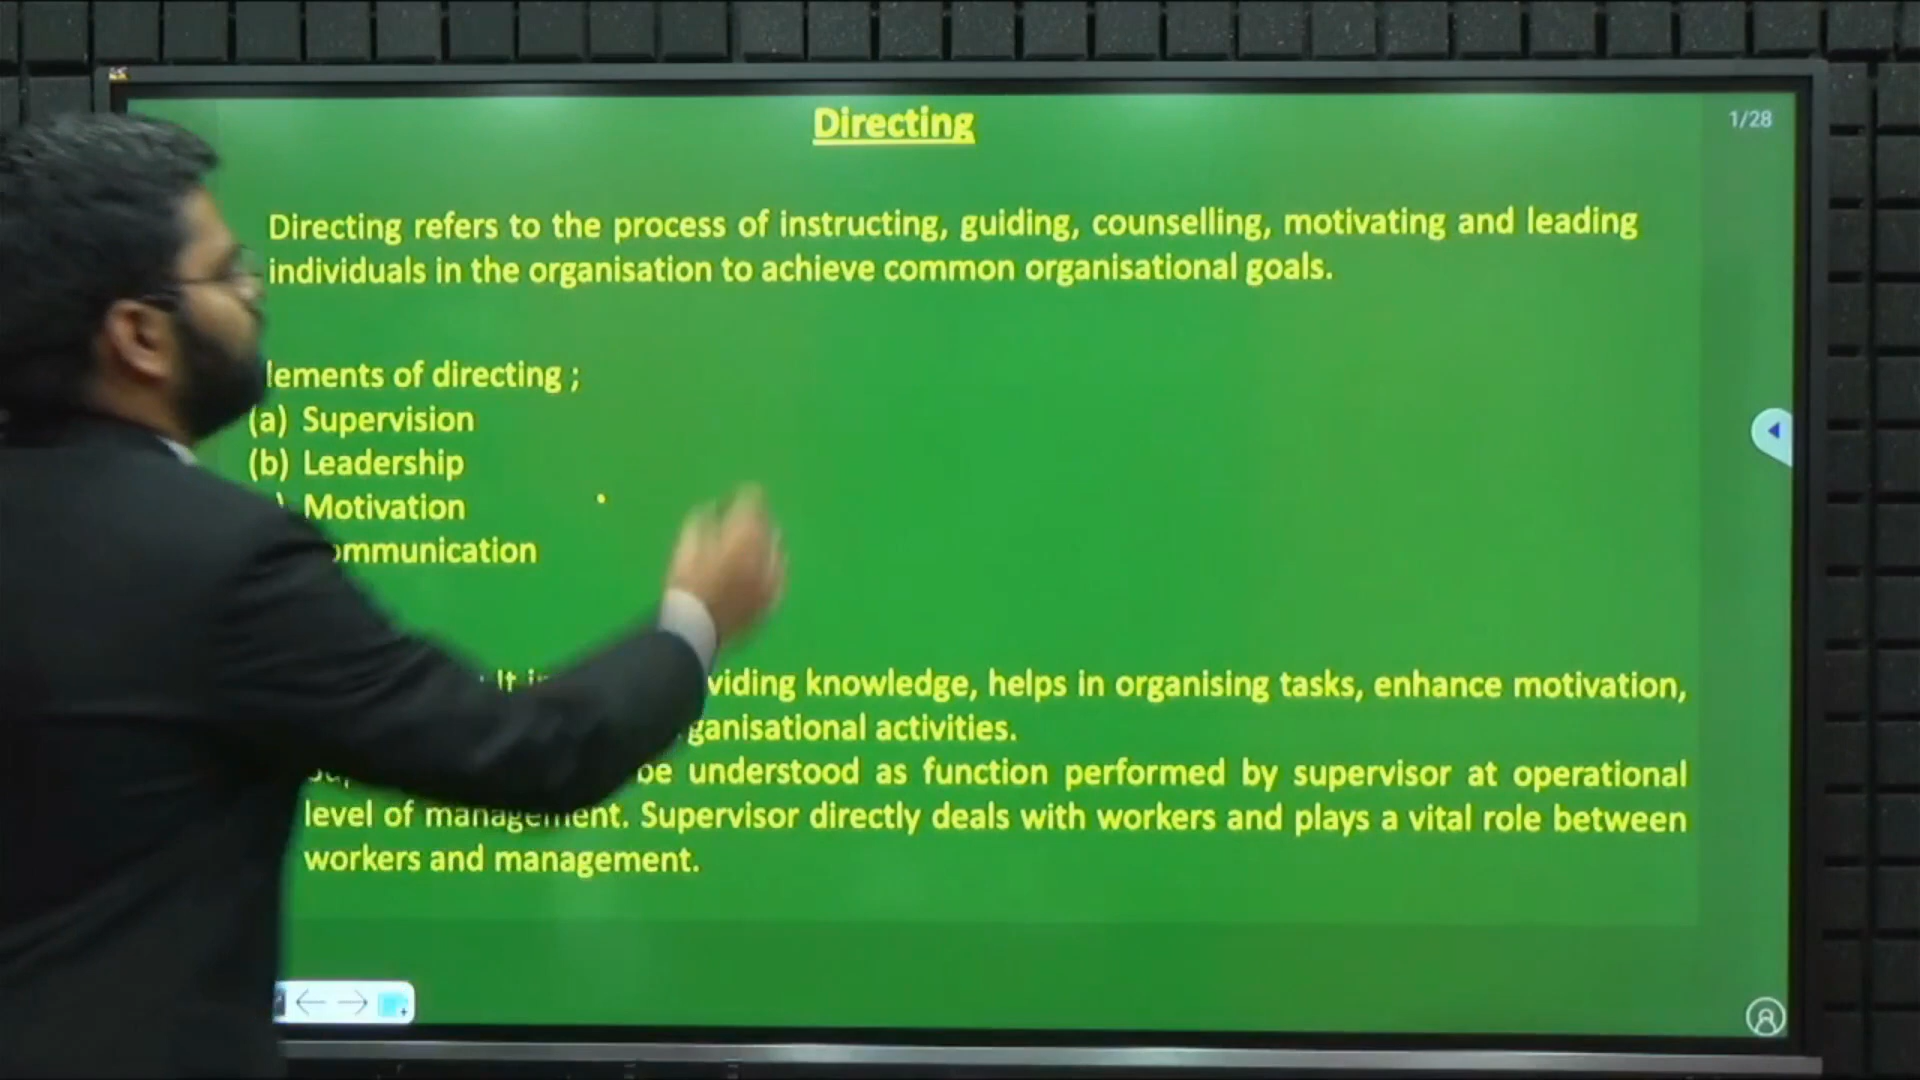 Directing
1/28
Directing refers to the process of instructing, guiding, counselling, motivating and leading
individuals in the organisation to achieve common organisational goals.
lements of directing ;
(a) Supervision
(b) Leadership
) Motivation
ommunication
It viding knowledge, helps in organising tasks, enhance motivation,
ganisational activities.
be understood as function performed by supervisor at operational
level of management. Supervisor directly deals with workers and plays a vital role between
workers and management.